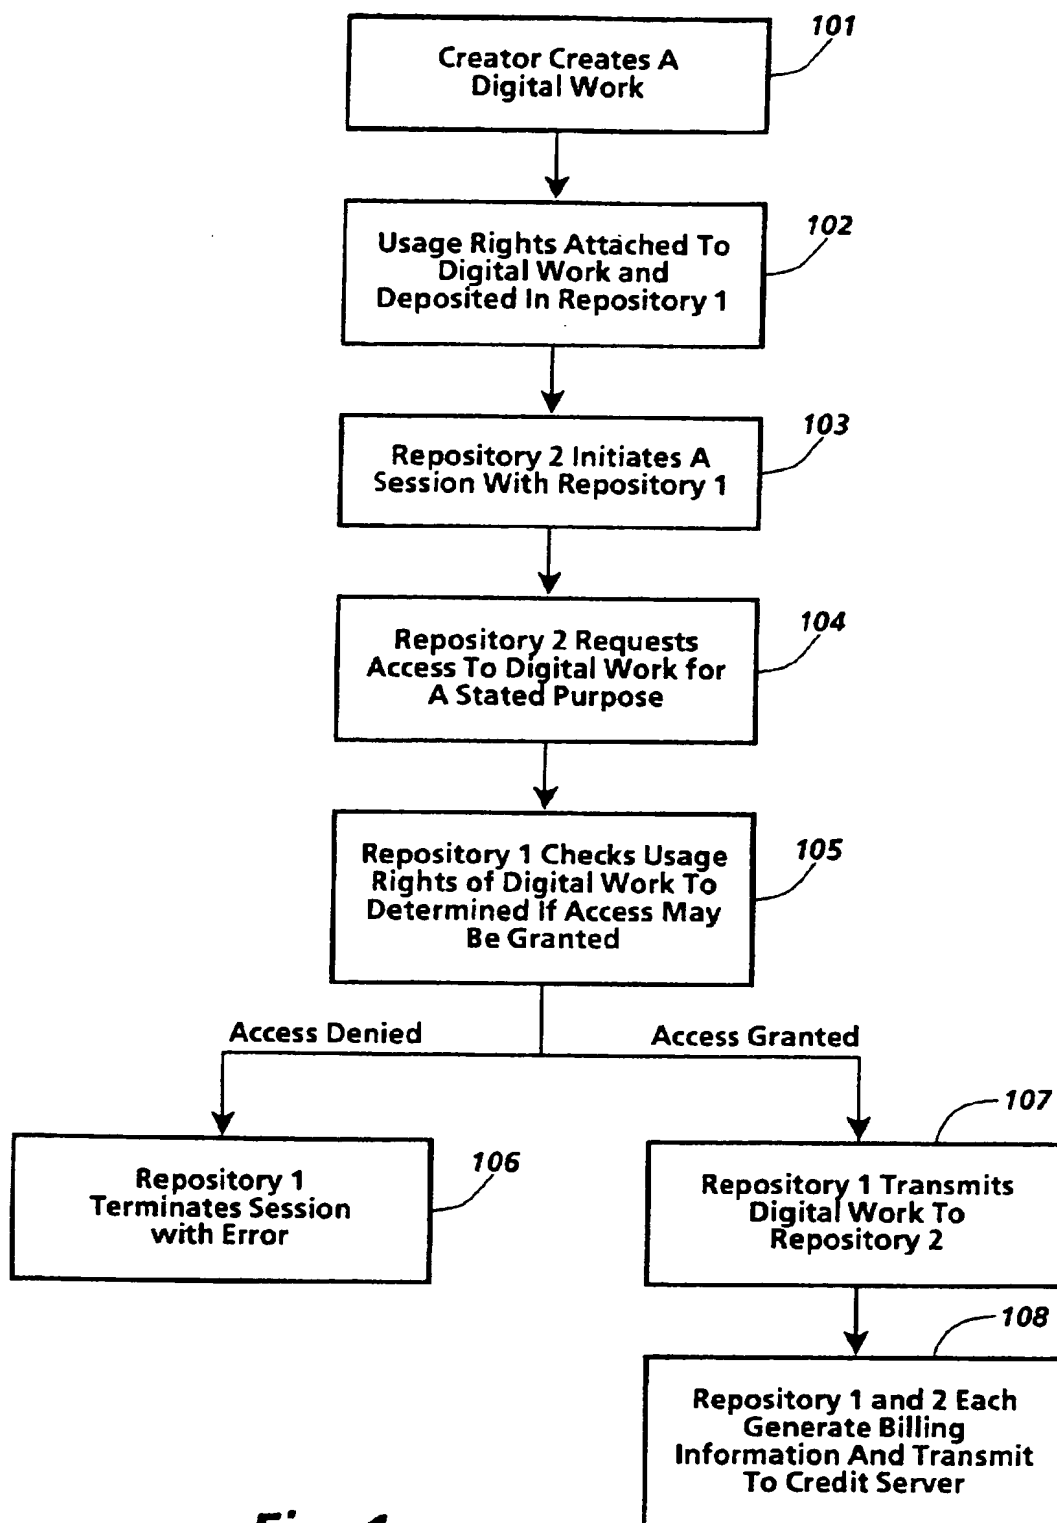 101
Creator Creates A
Digital Work
102
Usage Rights Attached To
Digital Work and
Deposited In Repository 1
103
Repository 2 Initiates A
Session With Repository 1
104
Repository 2 Requests
Access To Digital Work for
A Stated Purpose
105
Repository 1 Checks Usage
Rights of Digital Work To
Determined If Access May
Be Granted
Access Denied
Access Granted
106
Repository 1
Terminates Session
with Error
107
Repository 1 Transmits
Digital Work To
Repository 2
108
Repository 1 and 2 Each
Generate Billing
Information And Transmit
To Credit Server